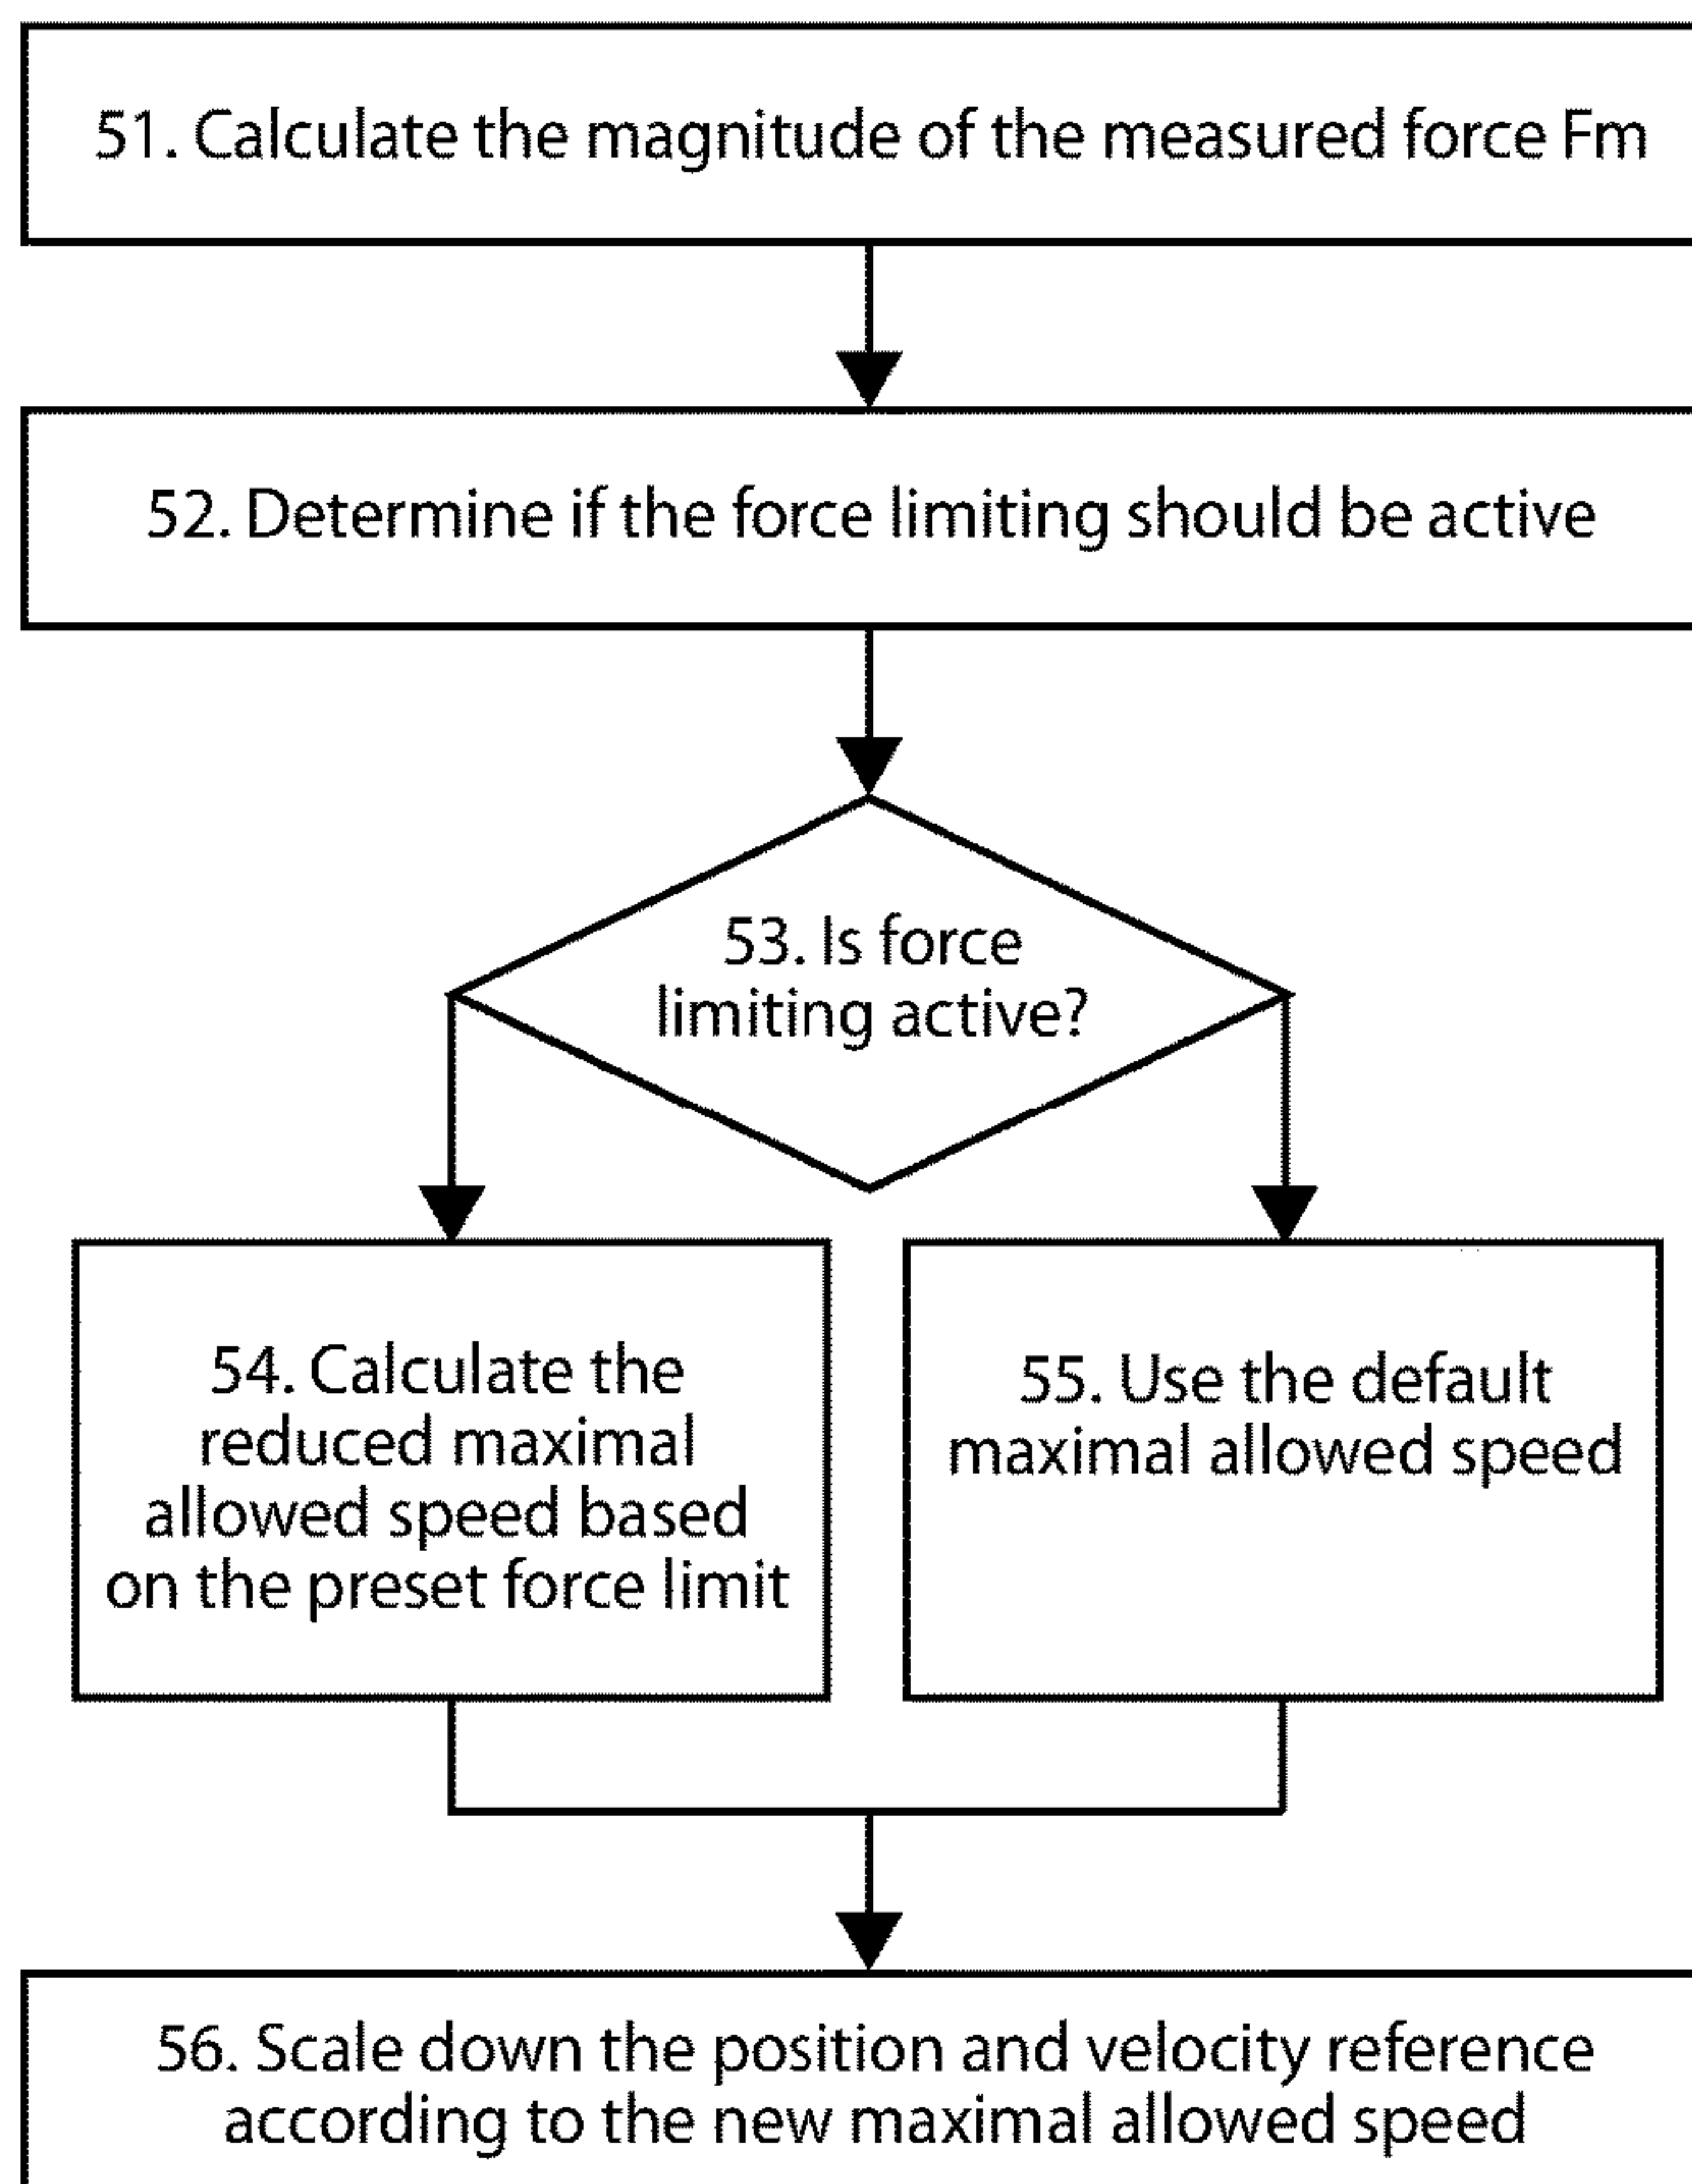 51. Calculate the magnitude of the measured force Fm
52. Determine if the force limiting should be active
53. Is force
limiting active?
54. Calculate the
reduced maximal
allowed speed based
on the preset force limit
55. Use the default
maximal allowed speed
56. Scale down the position and velocity reference
according to the new maximal allowed speed